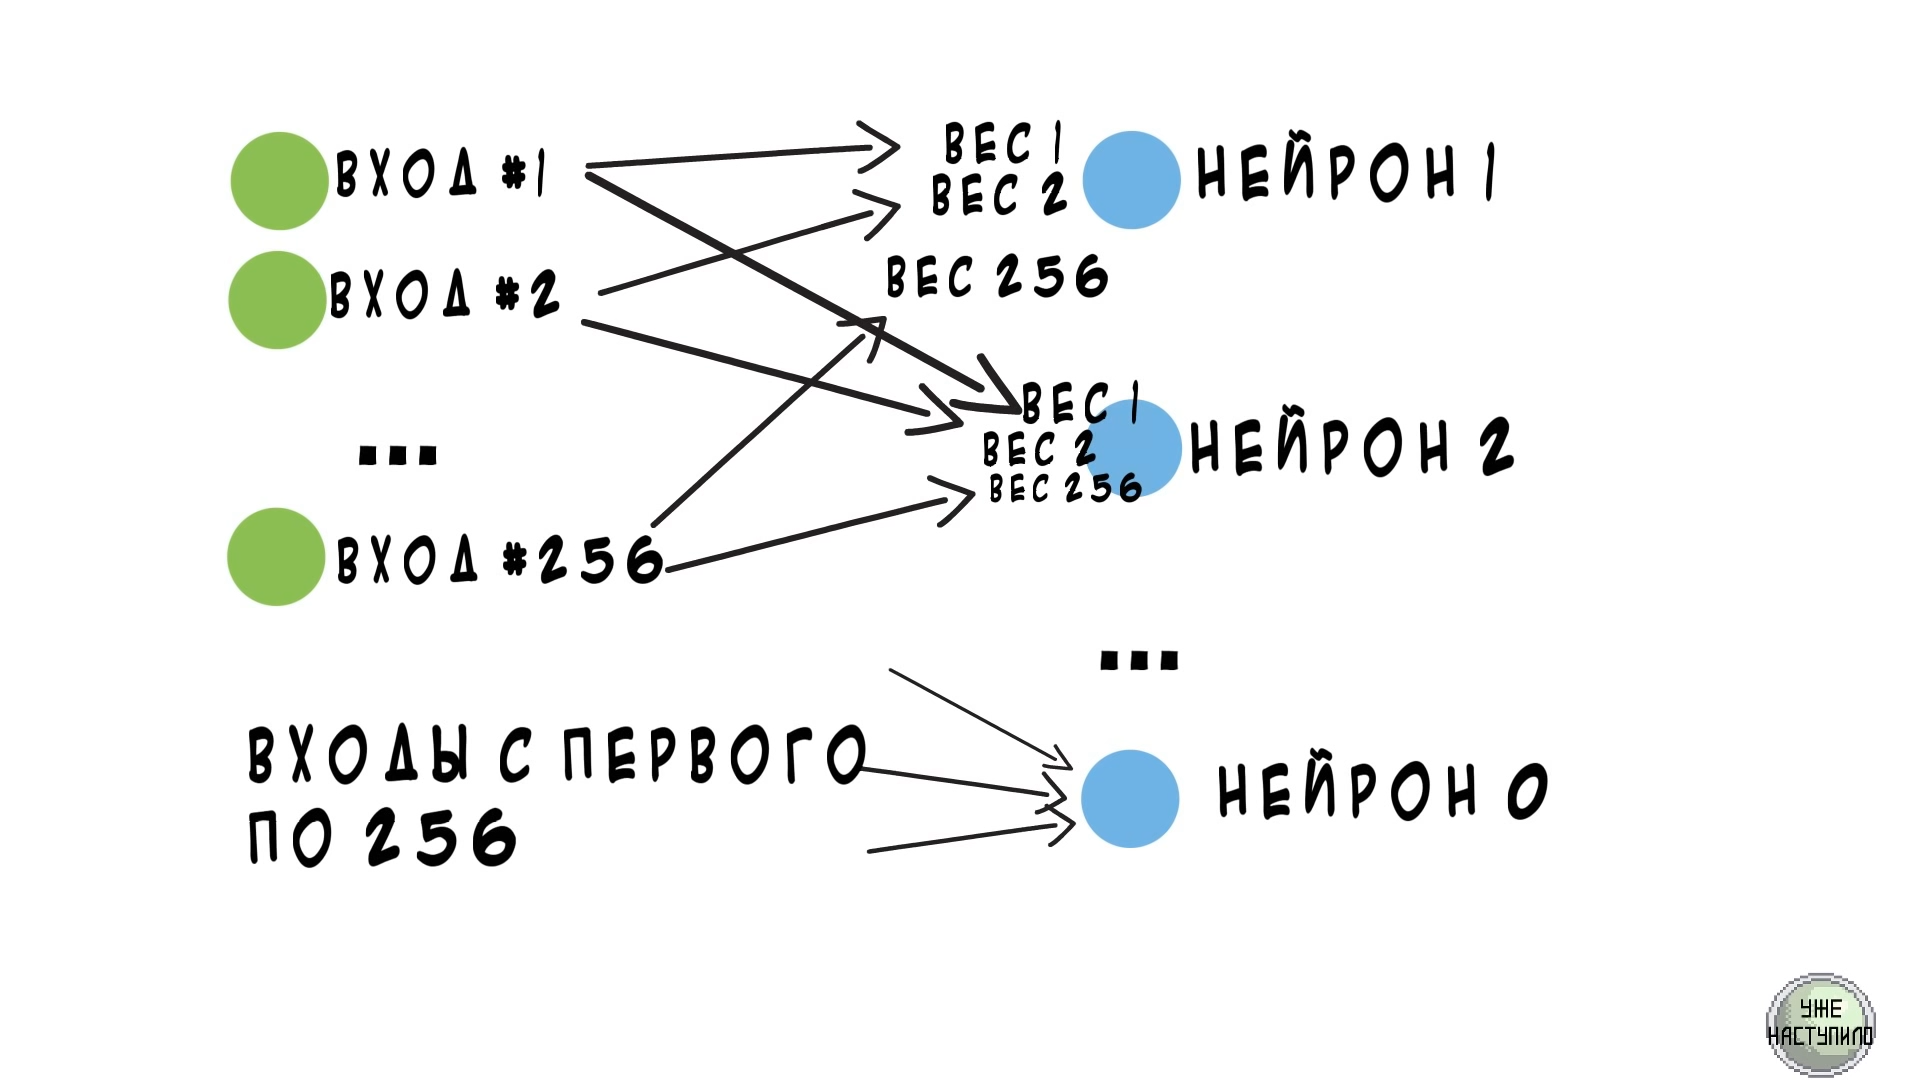 ВХОД #1
ВЕС 1
ВЕС 2
НЕЙРОН 1
ВХОД #2
ВЕС 256
ВЕС 1
ВЕС 2
ВЕС 256
НЕЙРОН 2
...
ВХОД #256
...
ВХОДЫ С ПЕРВОГО
ПО 256
НЕЙРОН 0
УЖЕ
НАСТУПИЛО